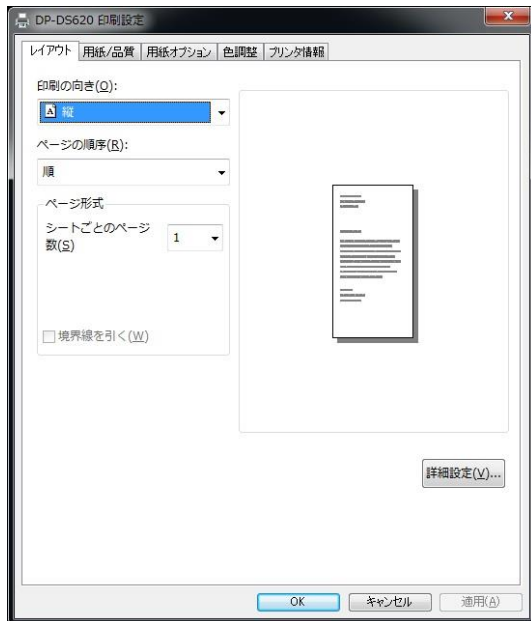 DP-DS620 印刷設定
レイアウト 用紙/品質 用紙オプション 色調整 プリンタ情報
印刷の向き(O):
A 縦
ページの順序(R):
順
ページ形式
シートごとのページ
数(S)
1
境界線を引く(W)
詳細設定(V)...
OK キャンセル 適用(A)